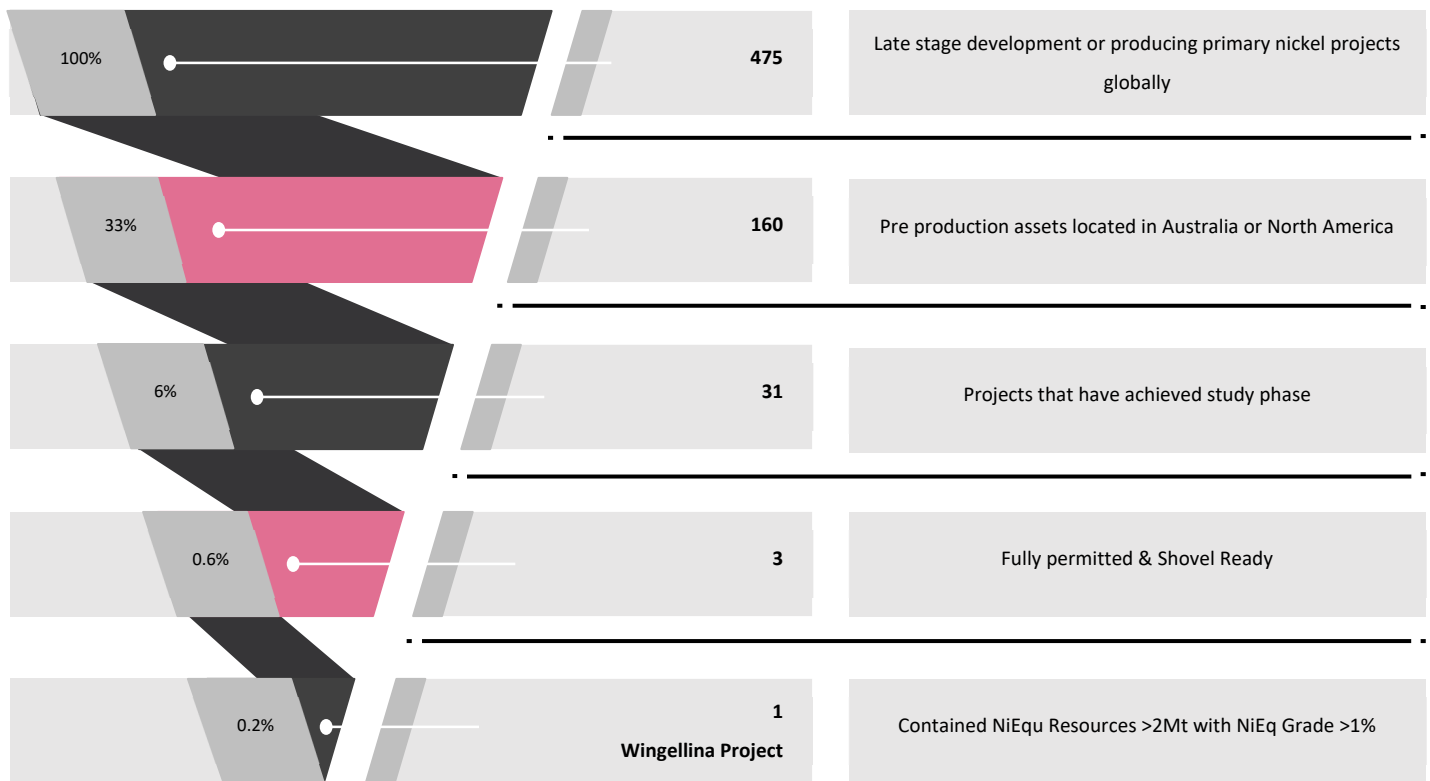 100%
475
Late stage development or producing primary nickel projects
globally
33%
160
Pre production assets located in Australia or North America
6%
31
Projects that have achieved study phase
0.6%
3
Fully permitted & Shovel Ready
0.2%
1
Wingellina Project
Contained NiEqu Resources >2Mt with NiEq Grade >1%